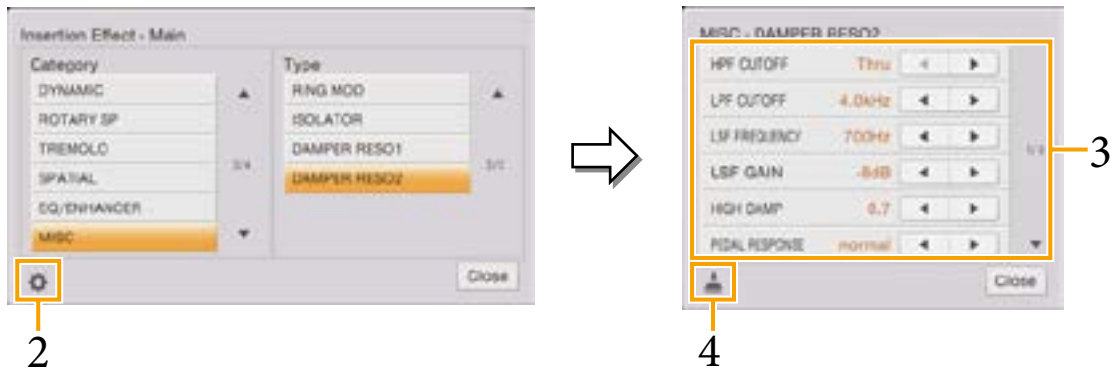 Insertion Effect - Main
Category
Type
DYNAMIC
ROTARY SP
TREMOLO
SPATIAL
EQ/ENHANCER
MISC
RING MOD
ISOLATOR
DAMPER RESO1
DAMPER RESO2
Close
2
MISC - DAMPER RESO2
HPF CUTOFF Thru
LPF CUTOFF 4.0kHz
LSF FREQUENCY 700Hz
LSF GAIN -8dB
HIGH DAMP 0.7
PEDAL RESPONSE normal
Close
3
4